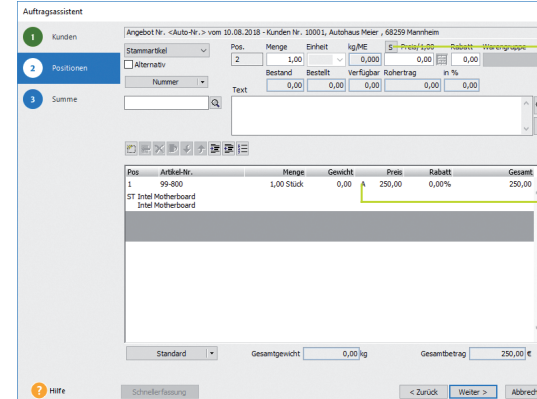 Auftragsassistent
1 Kunden
2 Positionen
3 Summe
Angebot Nr. <Auto-Nr.> vom 10.08.2018 - Kunden Nr. 10001, Autohaus Meier , 68259 Mannheim
Stammartikel
Alternativ
Nummer
Pos. Menge Einheit kg/ME S Preis/1,00 Rabatt Warengruppe
2 1,00 0,000 0,00 0,00
Bestand Bestellt Verfügbar Rohertrag in %
0,00 0,00 0,00 0,00 0,00
Text
Pos Artikel-Nr. Menge Gewicht Preis Rabatt Gesamt
1 99-800 1,00 Stück 0,00 A 250,00 0,00% 250,00
ST Intel Motherboard
Intel Motherboard
Standard Gesamtgewicht 0,00 kg Gesamtbetrag 250,00 €
? Hilfe Schnellerfassung < Zurück Weiter > Abbrech